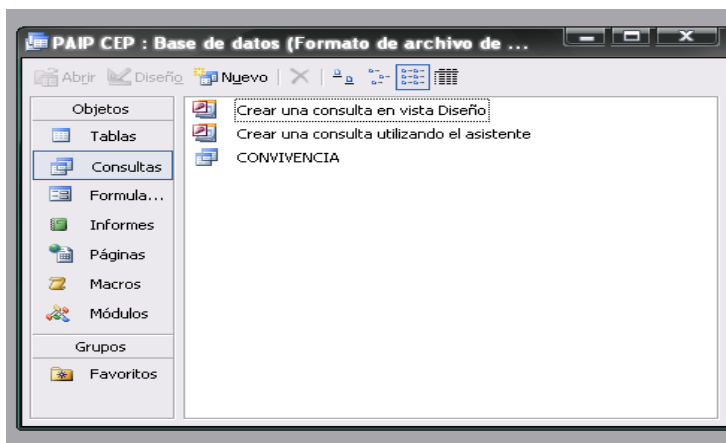 PAIP CEP : Base de datos (Formato de archivo de ...
Abrir Diseño Nuevo
Objetos
Tablas
Consultas
Formula...
Informes
Páginas
Macros
Módulos
Grupos
Favoritos
Crear una consulta en vista Diseño
Crear una consulta utilizando el asistente
CONVIVENCIA